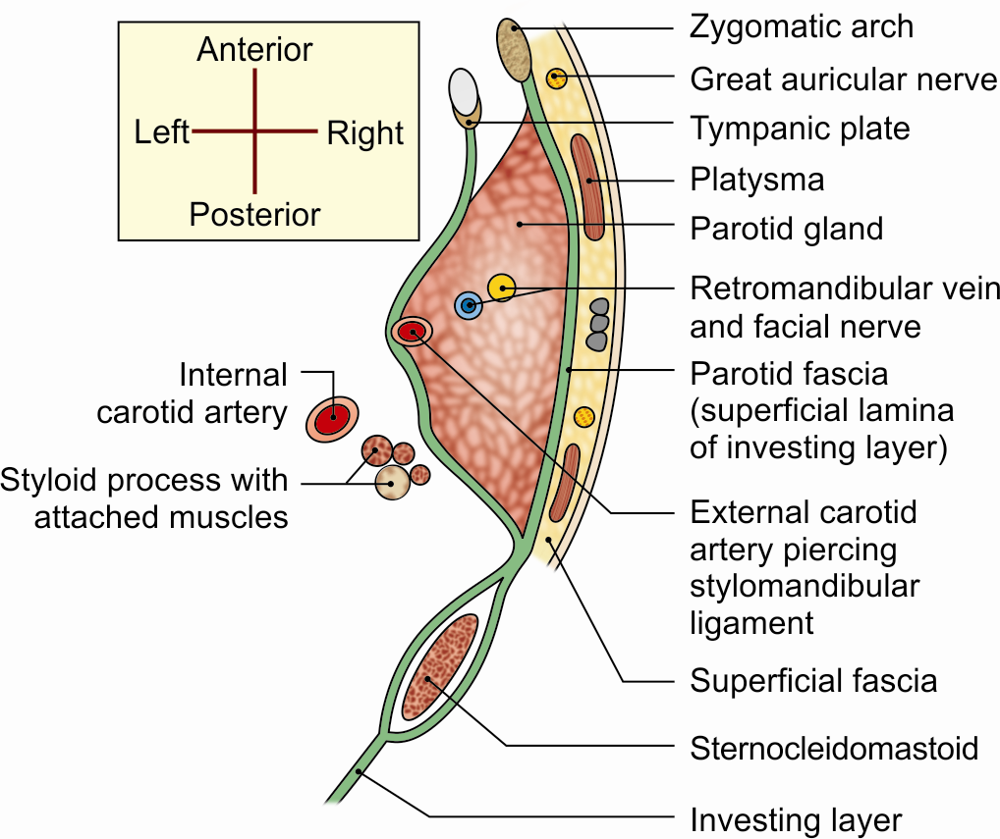 Anterior
Left
Right
Posterior
Zygomatic arch
Great auricular nerve
Tympanic plate
Platysma
Parotid gland
Retromandibular vein
and facial nerve
Internal
carotid artery
Parotid fascia
(superficial lamina
of investing layer)
Styloid process with
attached muscles
External carotid
artery piercing
stylomandibular
ligament
Superficial fascia
Sternocleidomastoid
Investing layer